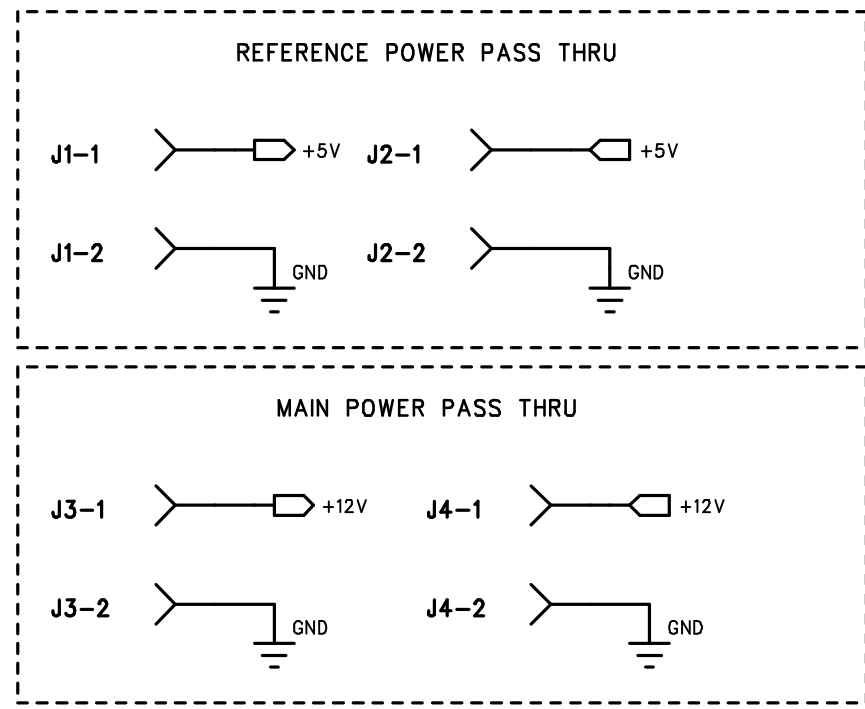 REFERENCE POWER PASS THRU
J1-1 +5V J2-1 +5V
J1-2 GND J2-2 GND
MAIN POWER PASS THRU
J3-1 +12V J4-1 +12V
J3-2 GND J4-2 GND